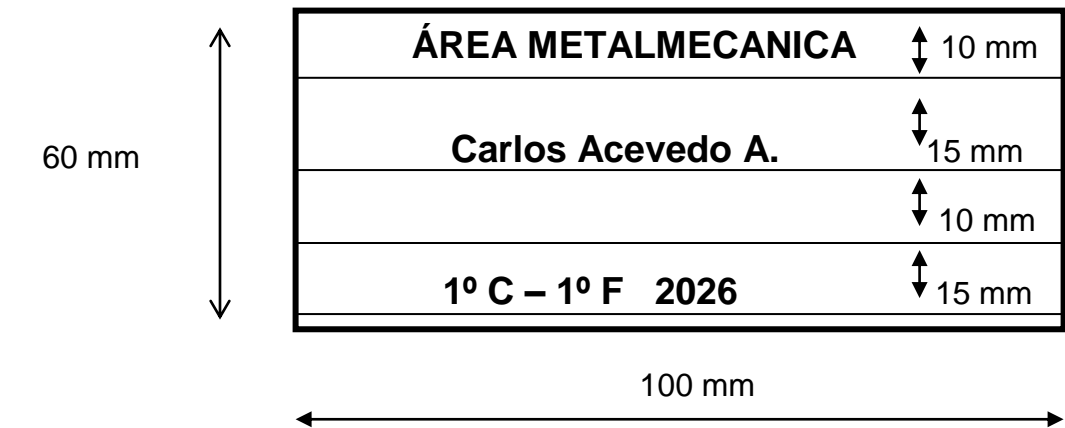 ÁREA METALMECANICA
10 mm
60 mm
Carlos Acevedo A.
15 mm
10 mm
1º C – 1º F 2026
15 mm
100 mm